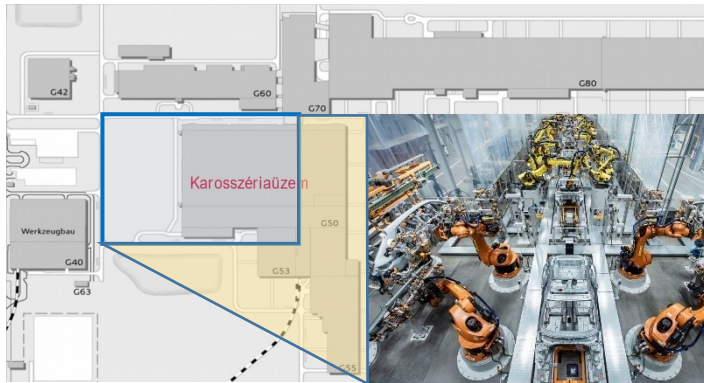 G42
G60
G80
G70
Karosszériaüzem
G50
Werkzeugbau
G40
G53
G63
G55